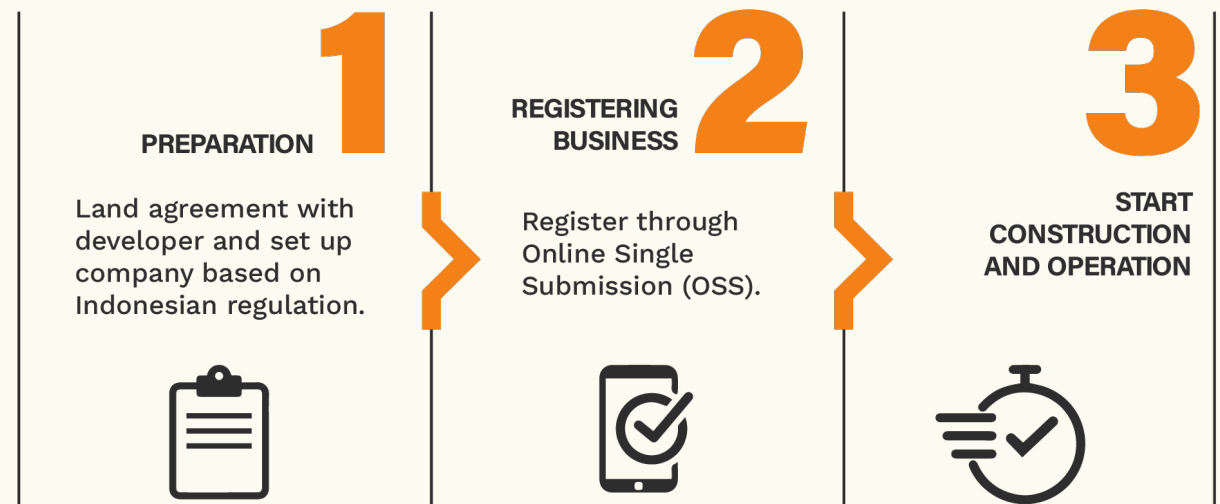 1
PREPARATION
Land agreement with
developer and set up
company based on
Indonesian regulation.
2
REGISTERING
BUSINESS
Register through
Online Single
Submission (OSS).
3
START
CONSTRUCTION
AND OPERATION